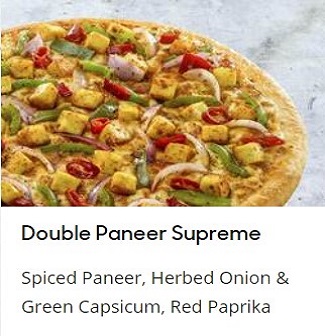 Double Paneer Supreme
Spiced Paneer, Herbed Onion &
Green Capsicum, Red Paprika